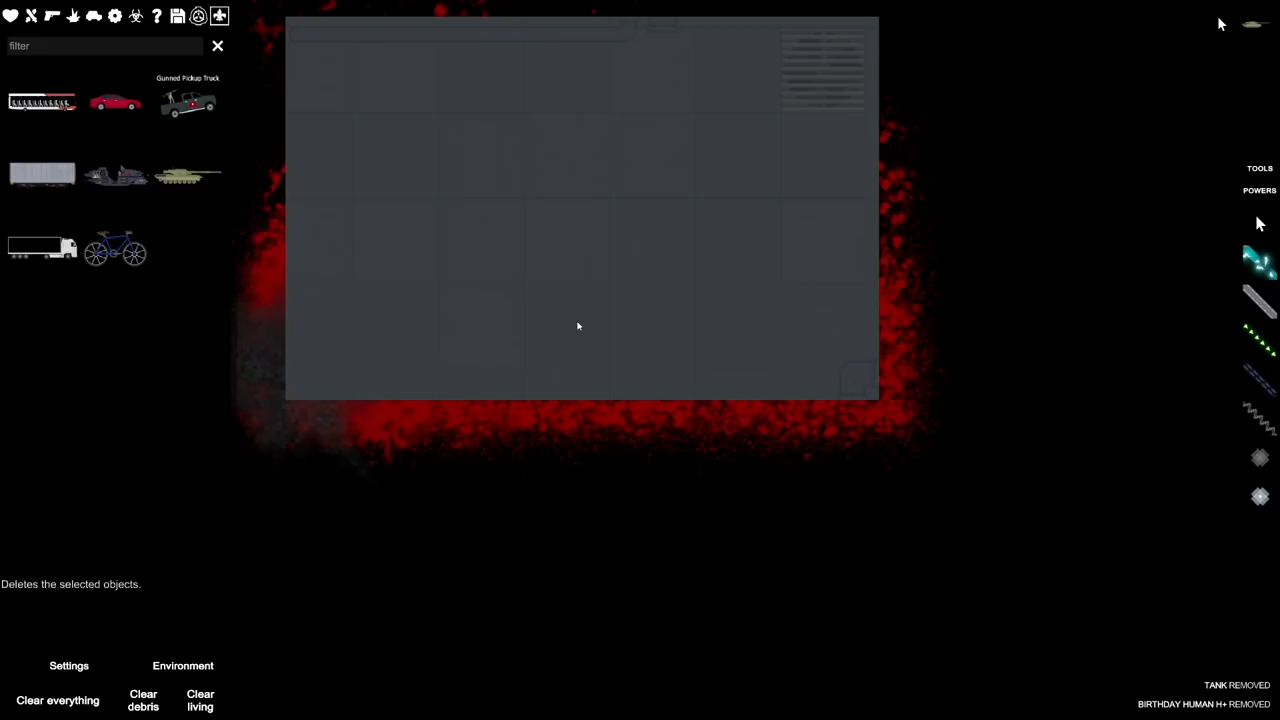 filter
Gunned Pickup Truck
TOOLS
POWERS
Deletes the selected objects.
Settings
Environment
Clear everything
Clear
debris
Clear
living
TANK REMOVED
BIRTHDAY HUMAN H+ REMOVED